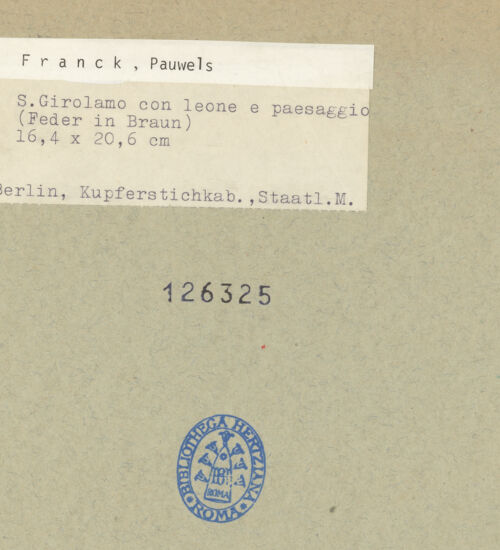 Franck, Pauwels
S.Girolamo con leone e paesaggio
(Feder in Braun)
16,4 x 20,6 cm
Berlin, Kupferstichkab.,Staatl.M.
126325
BIBLIOTHECA HERTZIANA
ROMA
ROMA